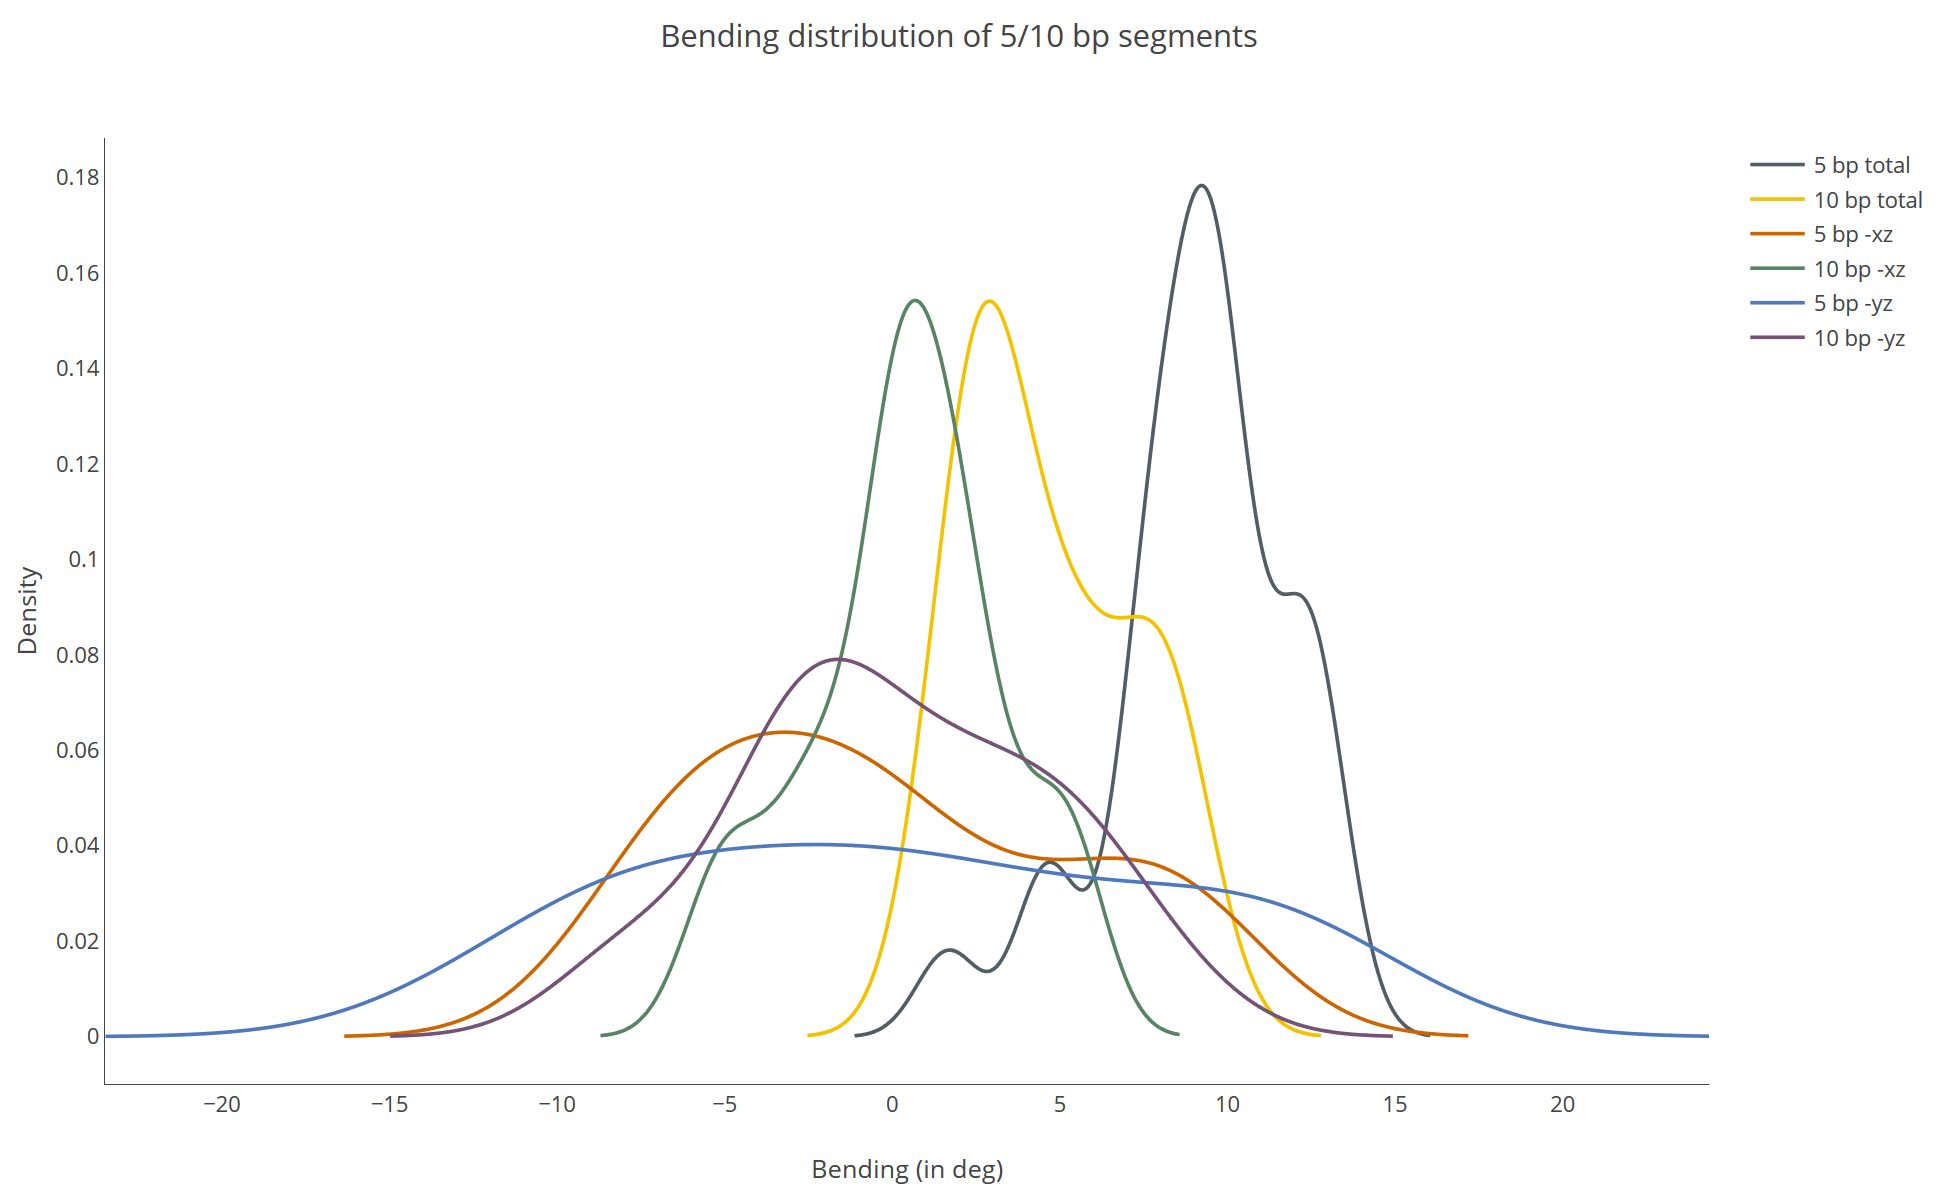 Bending distribution of 5/10 bp segments
5 bp total
10 bp total
5 bp -xz
10 bp -xz
5 bp -yz
10 bp -yz
Density
0.18
0.16
0.14
0.12
0.1
0.08
0.06
0.04
0.02
0
−20 −15 −10 −5 0 5 10 15 20
Bending (in deg)